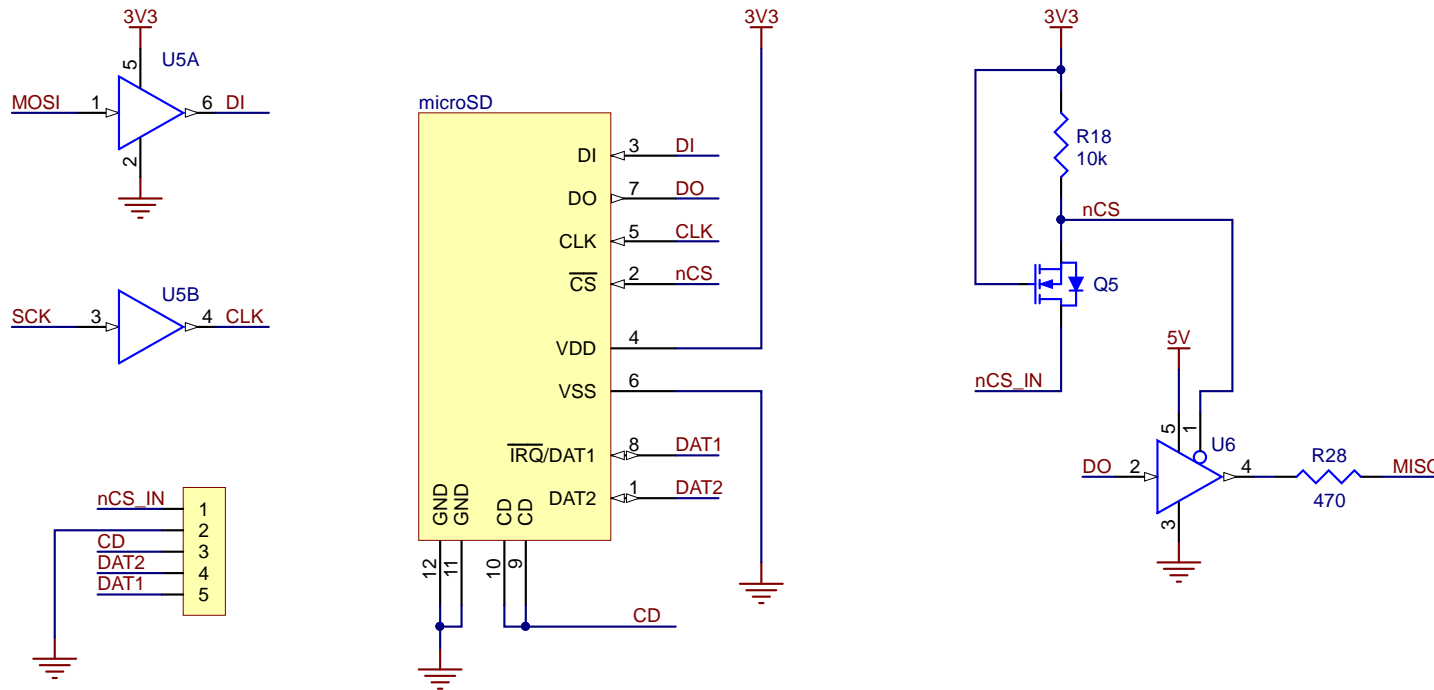 3V3
5
U5A
MOSI 1 6 DI
2
U5B
SCK 3 4 CLK
nCS_IN 1
2
CD 3
DAT2 4
DAT1 5
microSD
3V3
DI 3 DI
DO 7 DO
CLK 5 CLK
CS 2 nCS
VDD 4
VSS 6
IRQ/DAT1 8 DAT1
DAT2 1 DAT2
GND GND CD CD
12 11 10 9
CD
3V3
R18
10k
nCS
Q5
nCS_IN
5V
5 1
U6
DO 2 4
R28
470
MISO
3